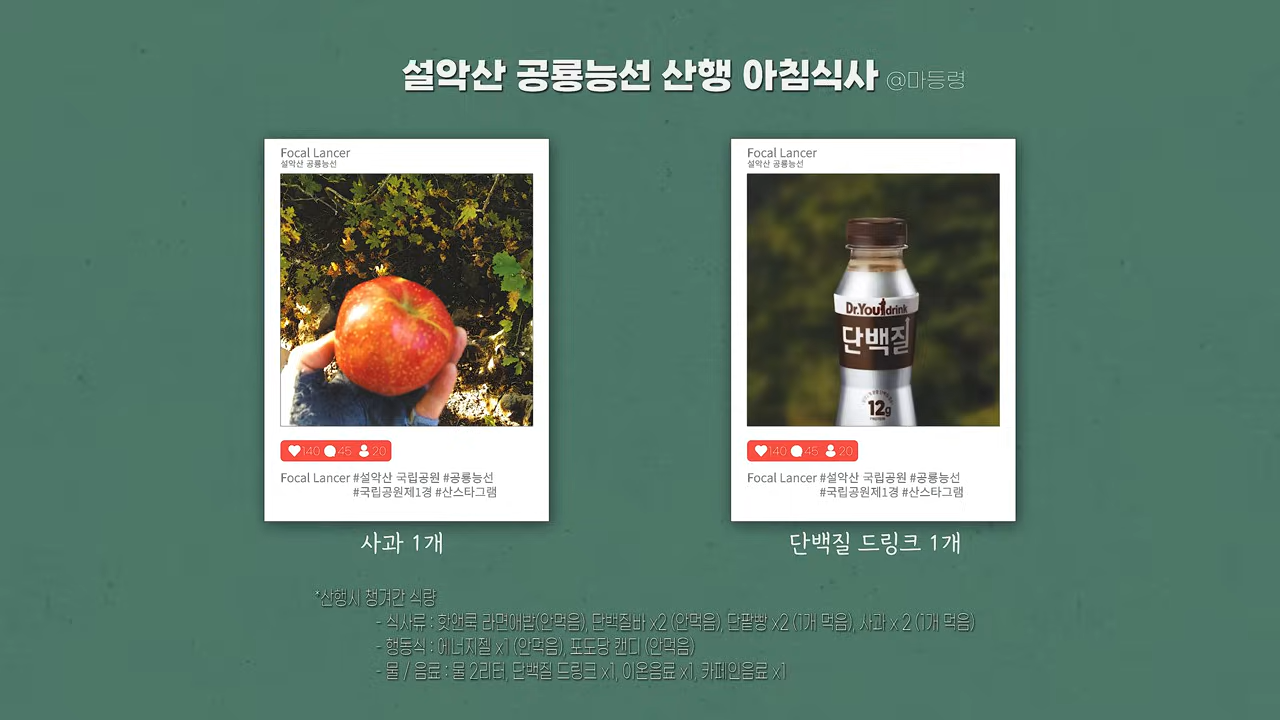 설악산 공룡능선 산행 아침식사 @마등령
Focal Lancer
설악산 공룡능선
140 45 20
Focal Lancer #설악산 국립공원 #공룡능선
#국립공원제1경 #산스타그램
사과 1개
Focal Lancer
설악산 공룡능선
Dr.You drink
단백질
12g
140 45 20
Focal Lancer #설악산 국립공원 #공룡능선
#국립공원제1경 #산스타그램
단백질 드링크 1개
*산행시 챙겨간 식량
- 식사류 : 핫앤쿡 라면애밥(안먹음), 단백질빠 x2 (안먹음), 단팥빵 x2 (1개 먹음), 사과 x 2 (1개 먹음)
- 행동식 : 에너지젤 x1 (안먹음), 포도당 캔디 (안먹음)
- 물 / 음료 : 물 2리터, 단백질 드링크 x1, 이온음료 x1, 카페인음료 x1